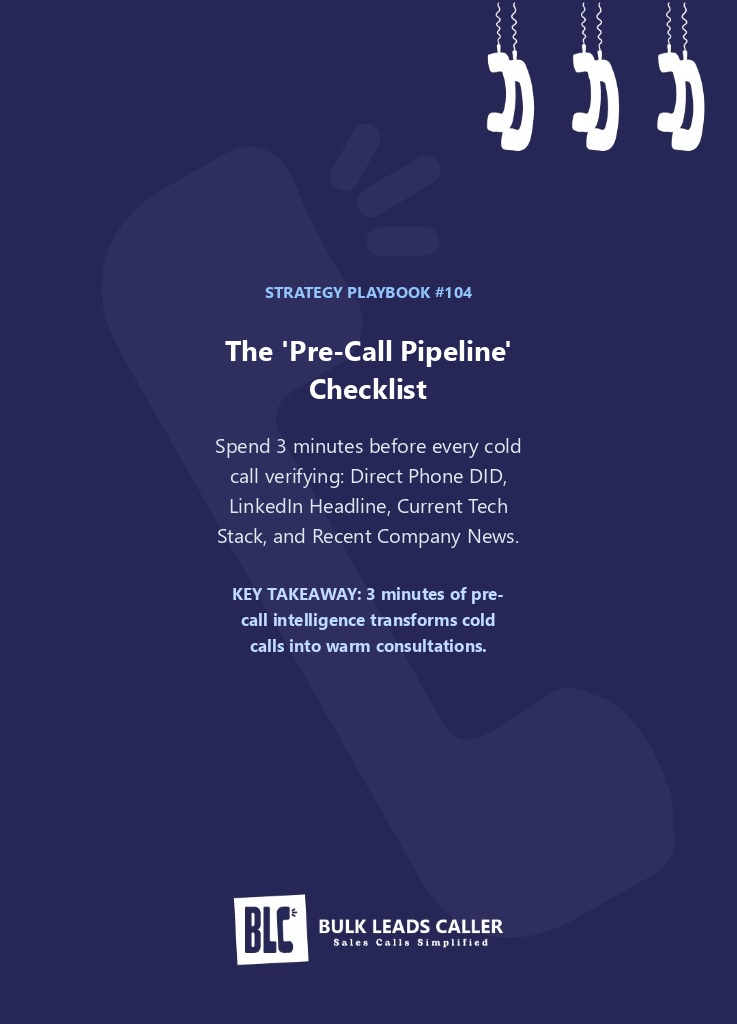 STRATEGY PLAYBOOK #104
The 'Pre-Call Pipeline'
Checklist
Spend 3 minutes before every cold
call verifying: Direct Phone DID,
LinkedIn Headline, Current Tech
Stack, and Recent Company News.
KEY TAKEAWAY: 3 minutes of pre-
call intelligence transforms cold
calls into warm consultations.
BLC
BULK LEADS CALLER
Sales Calls Simplified